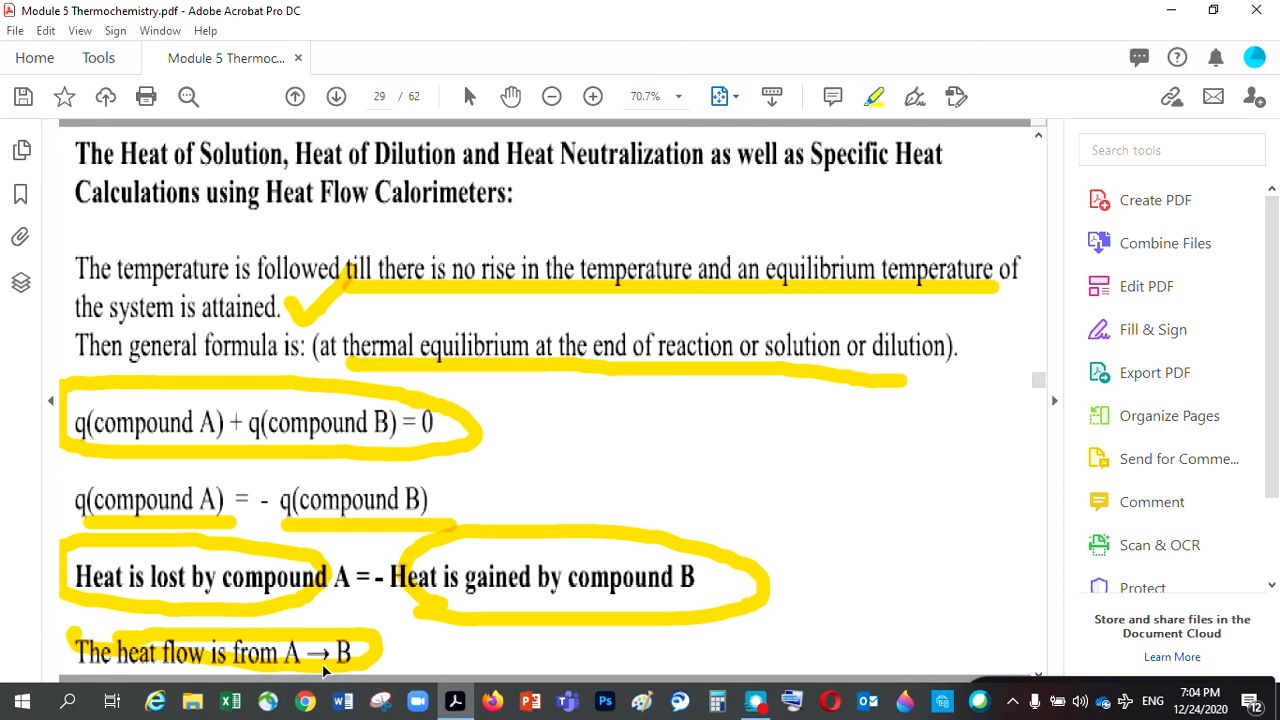 Module 5 Thermochemistry.pdf - Adobe Acrobat Pro DC
File Edit View Sign Window Help
Home Tools Module 5 Thermoc... ×
29 / 62 70.7%
The Heat of Solution, Heat of Dilution and Heat Neutralization as well as Specific Heat
Calculations using Heat Flow Calorimeters:
The temperature is followed till there is no rise in the temperature and an equilibrium temperature of
the system is attained.
Then general formula is: (at thermal equilibrium at the end of reaction or solution or dilution).
q(compound A) + q(compound B) = 0
q(compound A) = - q(compound B)
Heat is lost by compound A = - Heat is gained by compound B
The heat flow is from A → B
Search tools
Create PDF
Combine Files
Edit PDF
Fill & Sign
Export PDF
Organize Pages
Send for Comme...
Comment
Scan & OCR
Protect
Store and share files in the
Document Cloud
Learn More
ENG
7:04 PM
12/24/2020
12